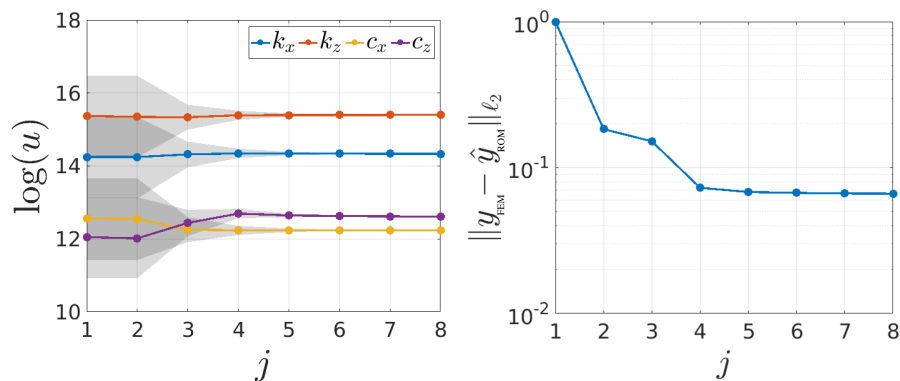 log(u)
18
16
14
12
10
k_x k_z c_x c_z
1 2 3 4 5 6 7 8
j
||y_FEM − ŷ_ROM||ℓ_2
10^0
10^-1
10^-2
1 2 3 4 5 6 7 8
j